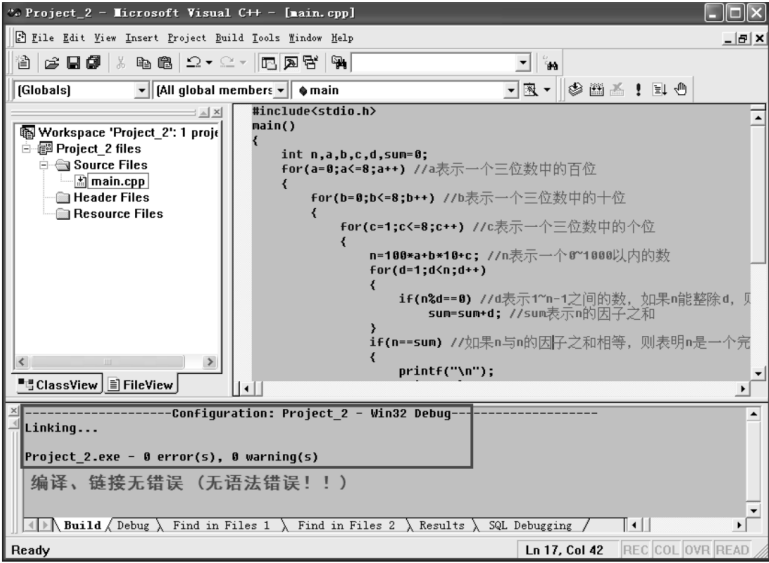 Project_2 - Microsoft Visual C++ - [main.cpp]
File Edit View Insert Project Build Tools Window Help
(Globals) (All global members main
Workspace 'Project_2': 1 proje
Project_2 files
Source Files
main.cpp
Header Files
Resource Files
ClassView FileView
#include<stdio.h>
main()
{
int n,a,b,c,d,sum=0;
for(a=0;a<=8;a++) //a表示一个三位数中的百位
{
for(b=0;b<=8;b++) //b表示一个三位数中的十位
{
for(c=1;c<=8;c++) //c表示一个三位数中的个位
{
n=100*a+b*10+c; //n表示一个0~1000以内的数
for(d=1;d<n;d++)
{
if(n%d==0) //d表示1~n-1之间的数，如果n能整除d，则
sum=sum+d; //sum表示n的因子之和
}
if(n==sum) //如果n与n的因子之和相等，则表明n是一个完
{
printf("\n");
--------------------Configuration: Project_2 - Win32 Debug--------------------
Linking...
Project_2.exe - 0 error(s), 0 warning(s)
编译、链接无错误（无语法错误！！）
Build Debug Find in Files 1 Find in Files 2 Results SQL Debugging
Ready Ln 17, Col 42 REC COL OVR READ